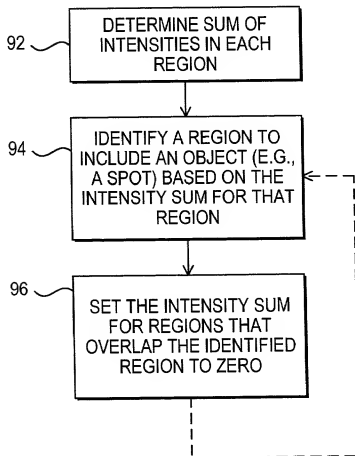 92
DETERMINE SUM OF
INTENSITIES IN EACH
REGION
94
IDENTIFY A REGION TO
INCLUDE AN OBJECT (E.G.,
A SPOT) BASED ON THE
INTENSITY SUM FOR THAT
REGION
96
SET THE INTENSITY SUM
FOR REGIONS THAT
OVERLAP THE IDENTIFIED
REGION TO ZERO